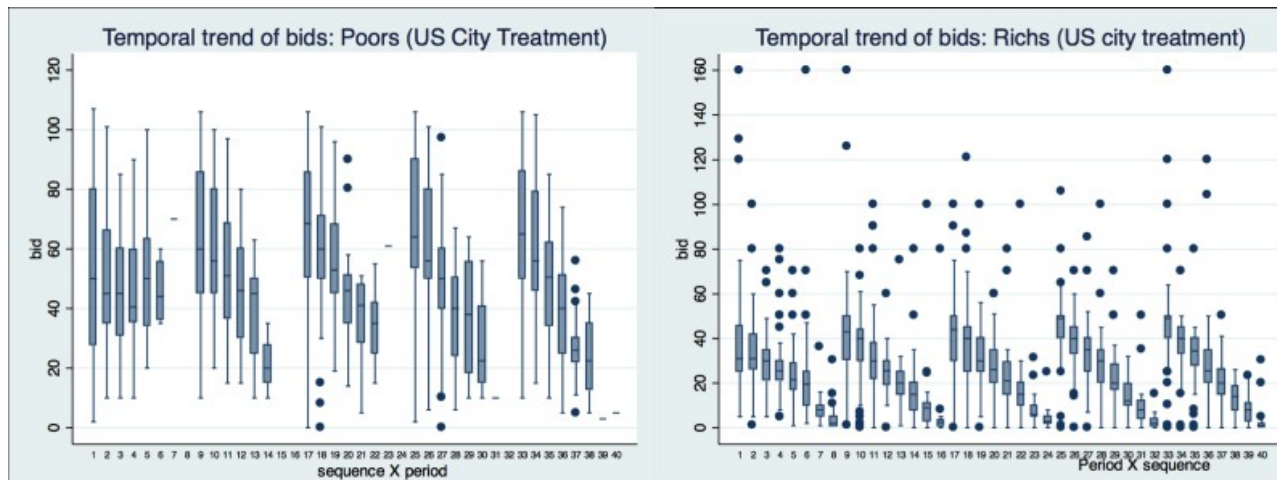 Temporal trend of bids: Poors (US City Treatment)
120
100
80
60
40
20
0
bid
1 2 3 4 5 6 7 8 9 10 11 12 13 14 15 16 17 18 19 20 21 22 23 24 25 26 27 28 29 30 31 32 33 34 35 36 37 38 39 40
sequence X period
Temporal trend of bids: Richs (US city treatment)
160
140
120
100
80
60
40
20
0
bid
1 2 3 4 5 6 7 8 9 10 11 12 13 14 15 16 17 18 19 20 21 22 23 24 25 26 27 28 29 30 31 32 33 34 35 36 37 38 39 40
Period X sequence